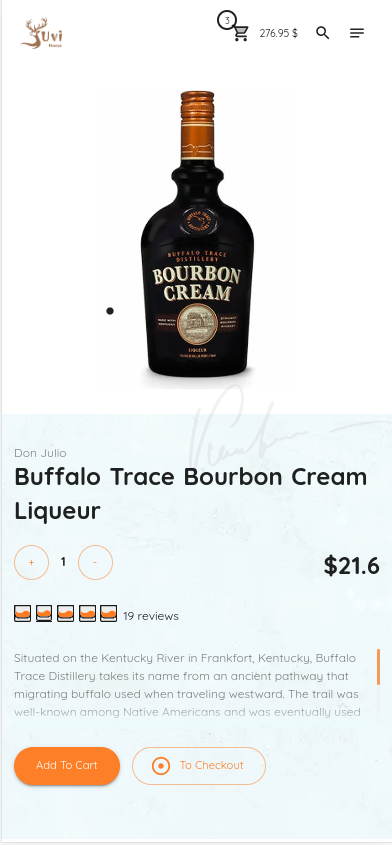 Uvi
House
3
276.95 $
BUFFALO TRACE
DISTILLERY
BOURBON
CREAM
LIQUEUR
Don Julio
Buffalo Trace Bourbon Cream
Liqueur
+ 1 -
$21.6
19 reviews
Situated on the Kentucky River in Frankfort, Kentucky, Buffalo
Trace Distillery takes its name from an ancient pathway that
migrating buffalo used when traveling westward. The trail was
well-known among Native Americans and was eventually used
Add To Cart
To Checkout